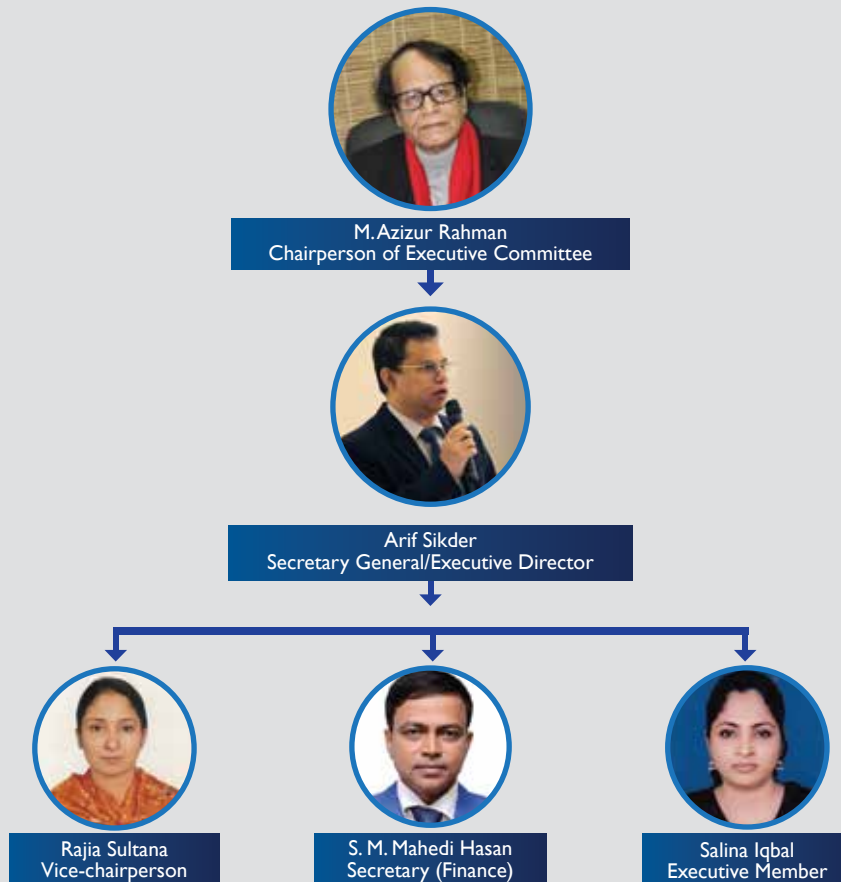 M. Azizur Rahman
Chairperson of Executive Committee
Arif Sikder
Secretary General/Executive Director
Rajia Sultana
Vice-chairperson
S. M. Mahedi Hasan
Secretary (Finance)
Salina Iqbal
Executive Member